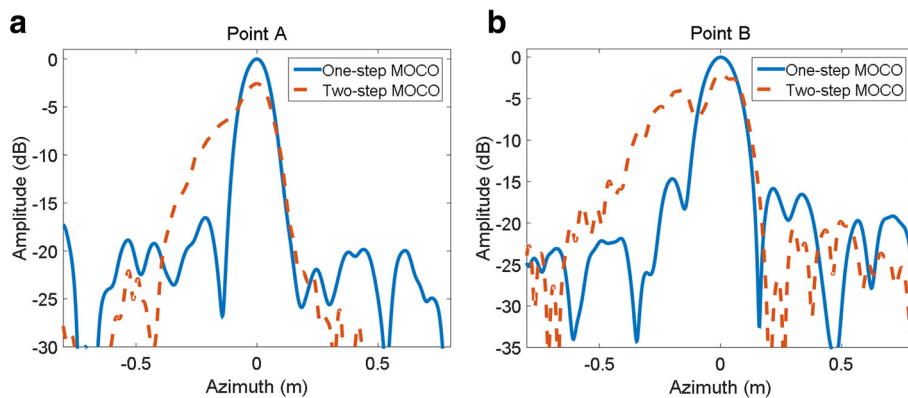 a
Point A
One-step MOCO
Two-step MOCO
0
-5
-10
-15
-20
-25
-30
Amplitude (dB)
-0.5
0
0.5
Azimuth (m)
b
Point B
One-step MOCO
Two-step MOCO
0
-5
-10
-15
-20
-25
-30
-35
Amplitude (dB)
-0.5
0
0.5
Azimuth (m)